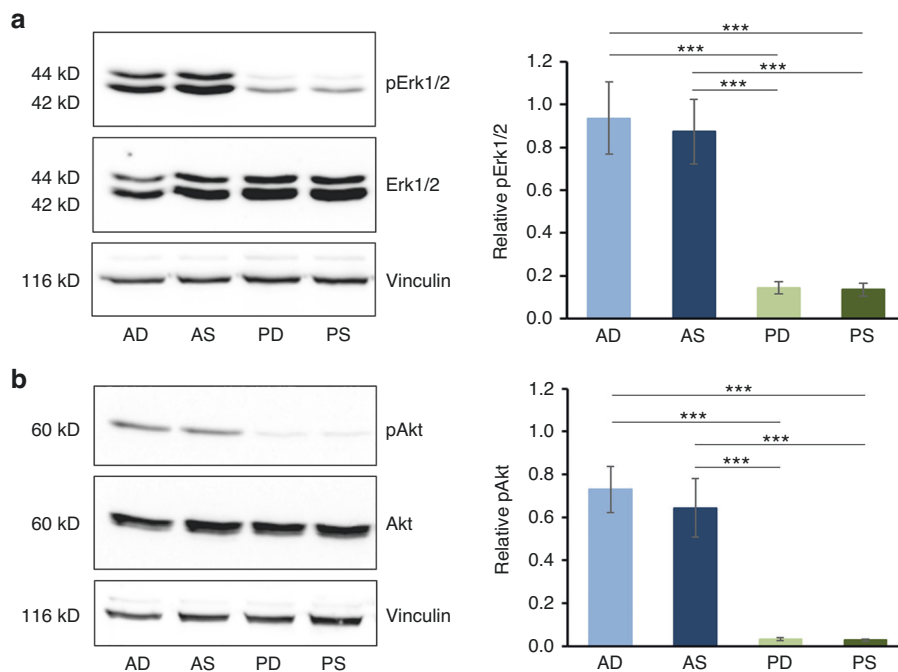 a
44 kD
42 kD
pErk1/2
44 kD
42 kD
Erk1/2
116 kD
Vinculin
AD AS PD PS
Relative pErk1/2
1.2
1.0
0.8
0.6
0.4
0.2
0.0
***
***
***
***
AD AS PD PS
b
60 kD
pAkt
60 kD
Akt
116 kD
Vinculin
AD AS PD PS
Relative pAkt
1.2
1.0
0.8
0.6
0.4
0.2
0.0
***
***
***
***
AD AS PD PS